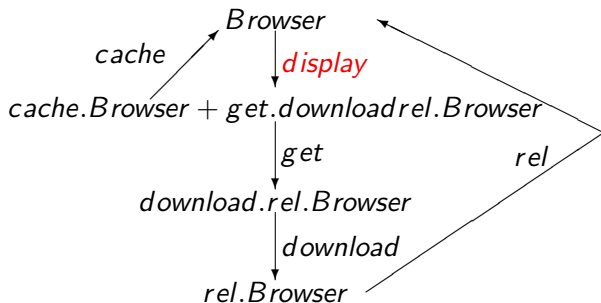 Browser
cache
display
cache.Browser + get.downloadrel.Browser
get
rel
download.rel.Browser
download
rel.Browser